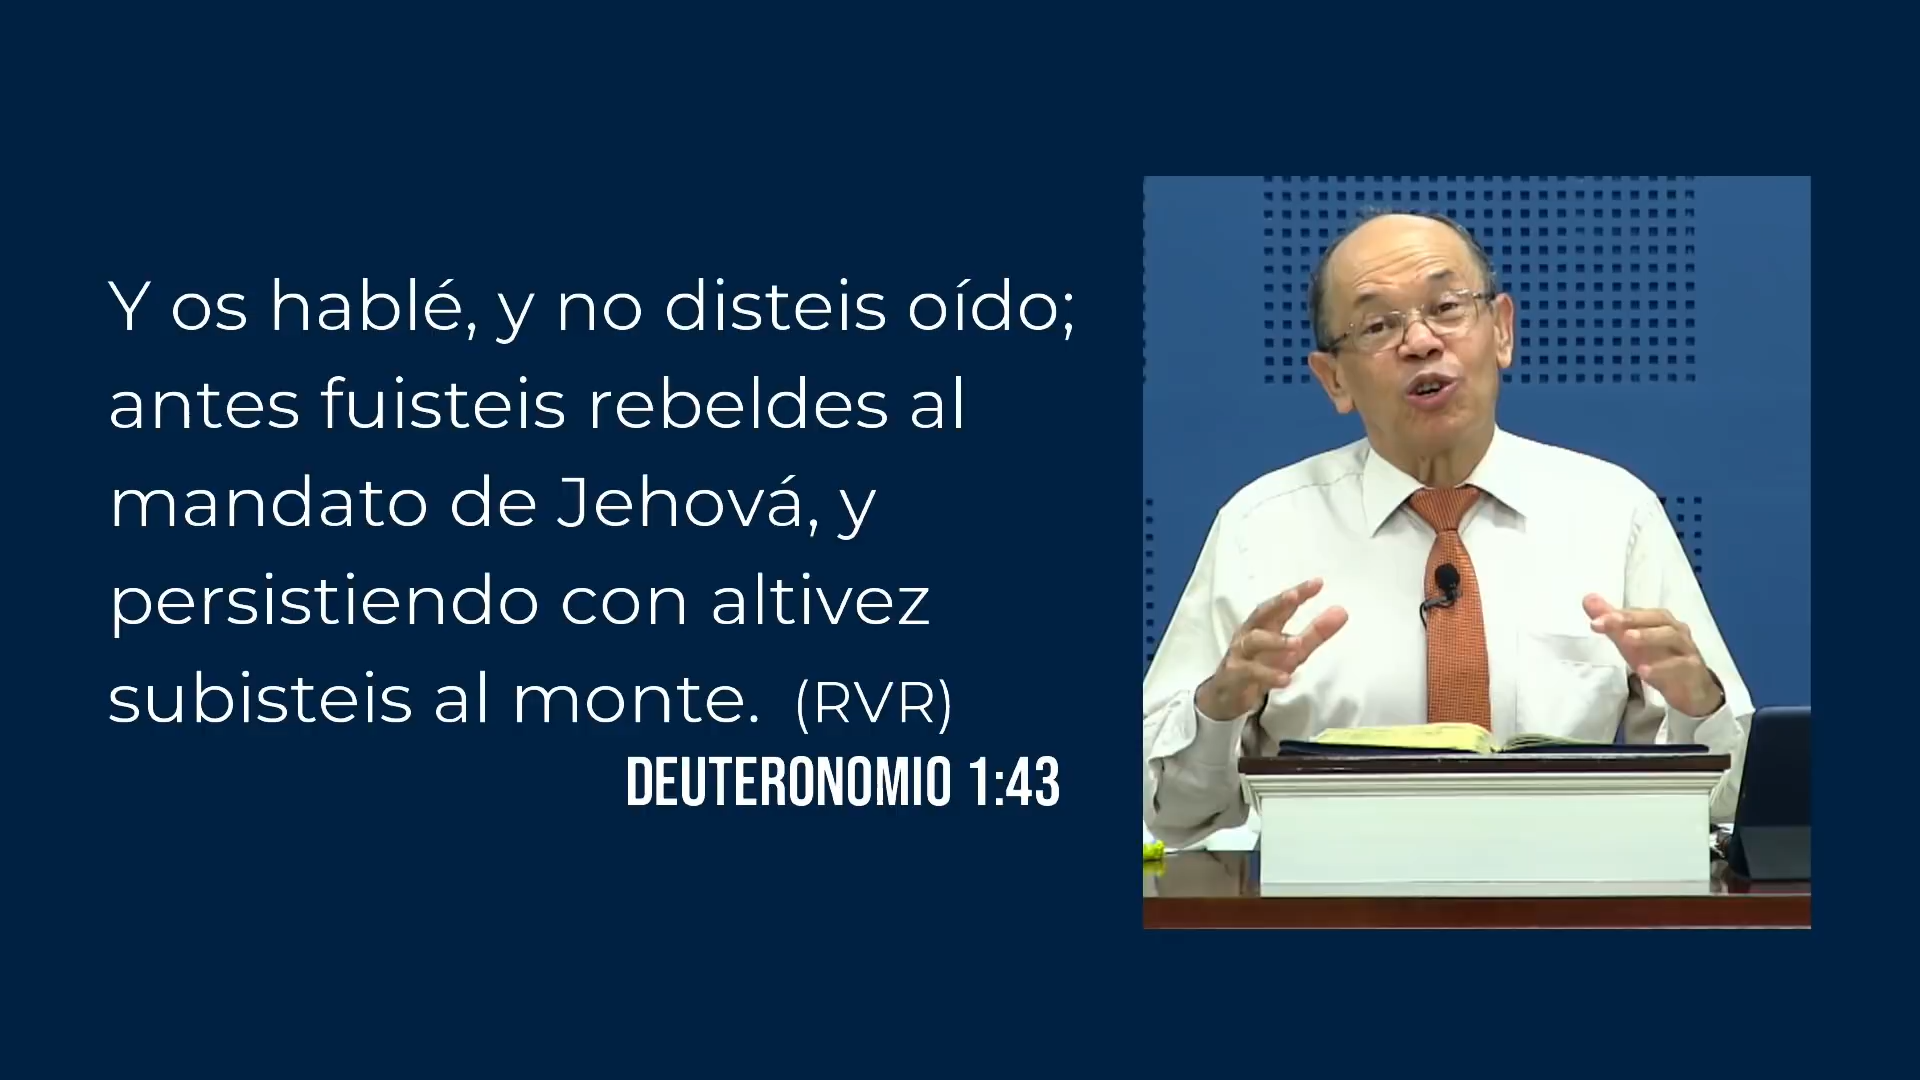 Y os hablé, y no disteis oído;
antes fuisteis rebeldes al
mandato de Jehová, y
persistiendo con altivez
subisteis al monte. (RVR)
DEUTERONOMIO 1:43